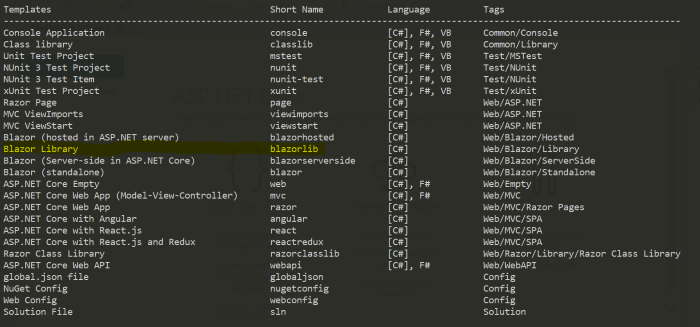 Templates Short Name Language Tags
----------------------------------------------------------------------------------------------------
Console Application console [C#], F#, VB Common/Console
Class library classlib [C#], F#, VB Common/Library
Unit Test Project mstest [C#], F#, VB Test/MSTest
NUnit 3 Test Project nunit [C#], F#, VB Test/NUnit
NUnit 3 Test Item nunit-test [C#], F#, VB Test/NUnit
xUnit Test Project xunit [C#], F#, VB Test/xUnit
Razor Page page [C#] Web/ASP.NET
MVC ViewImports viewimports [C#] Web/ASP.NET
MVC ViewStart viewstart [C#] Web/ASP.NET
Blazor (hosted in ASP.NET server) blazorhosted [C#] Web/Blazor/Hosted
Blazor Library blazorlib [C#] Web/Blazor/Library
Blazor (Server-side in ASP.NET Core) blazorserverside [C#] Web/Blazor/ServerSide
Blazor (standalone) blazor [C#] Web/Blazor/Standalone
ASP.NET Core Empty web [C#], F# Web/Empty
ASP.NET Core Web App (Model-View-Controller) mvc [C#], F# Web/MVC
ASP.NET Core Web App razor [C#] Web/MVC/Razor Pages
ASP.NET Core with Angular angular [C#] Web/MVC/SPA
ASP.NET Core with React.js react [C#] Web/MVC/SPA
ASP.NET Core with React.js and Redux reactredux [C#] Web/MVC/SPA
Razor Class Library razorclasslib [C#] Web/Razor/Library/Razor Class Library
ASP.NET Core Web API webapi [C#], F# Web/WebAPI
global.json file globaljson Config
NuGet Config nugetconfig Config
Web Config webconfig Config
Solution File sln Solution